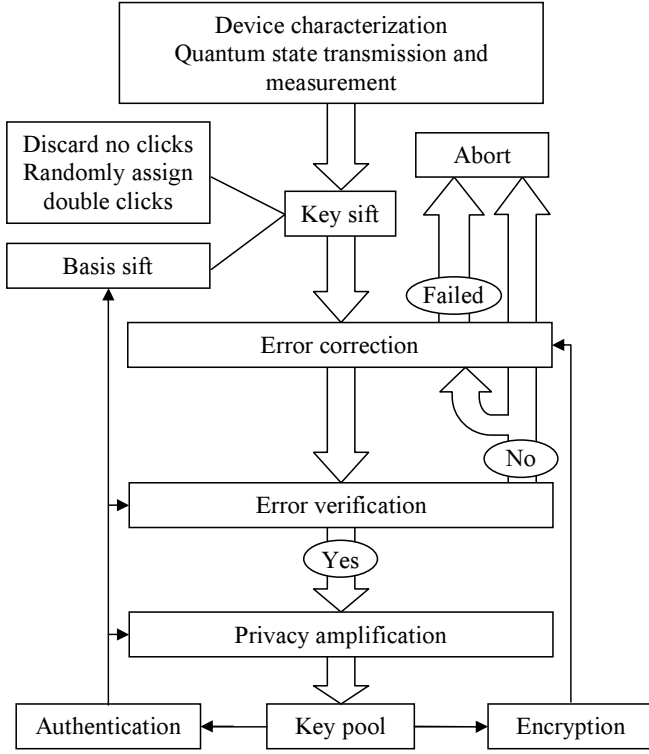 Device characterization
Quantum state transmission and
measurement
Discard no clicks
Randomly assign
double clicks
Abort
Key sift
Basis sift
Failed
Error correction
No
Error verification
Yes
Privacy amplification
Authentication
Key pool
Encryption